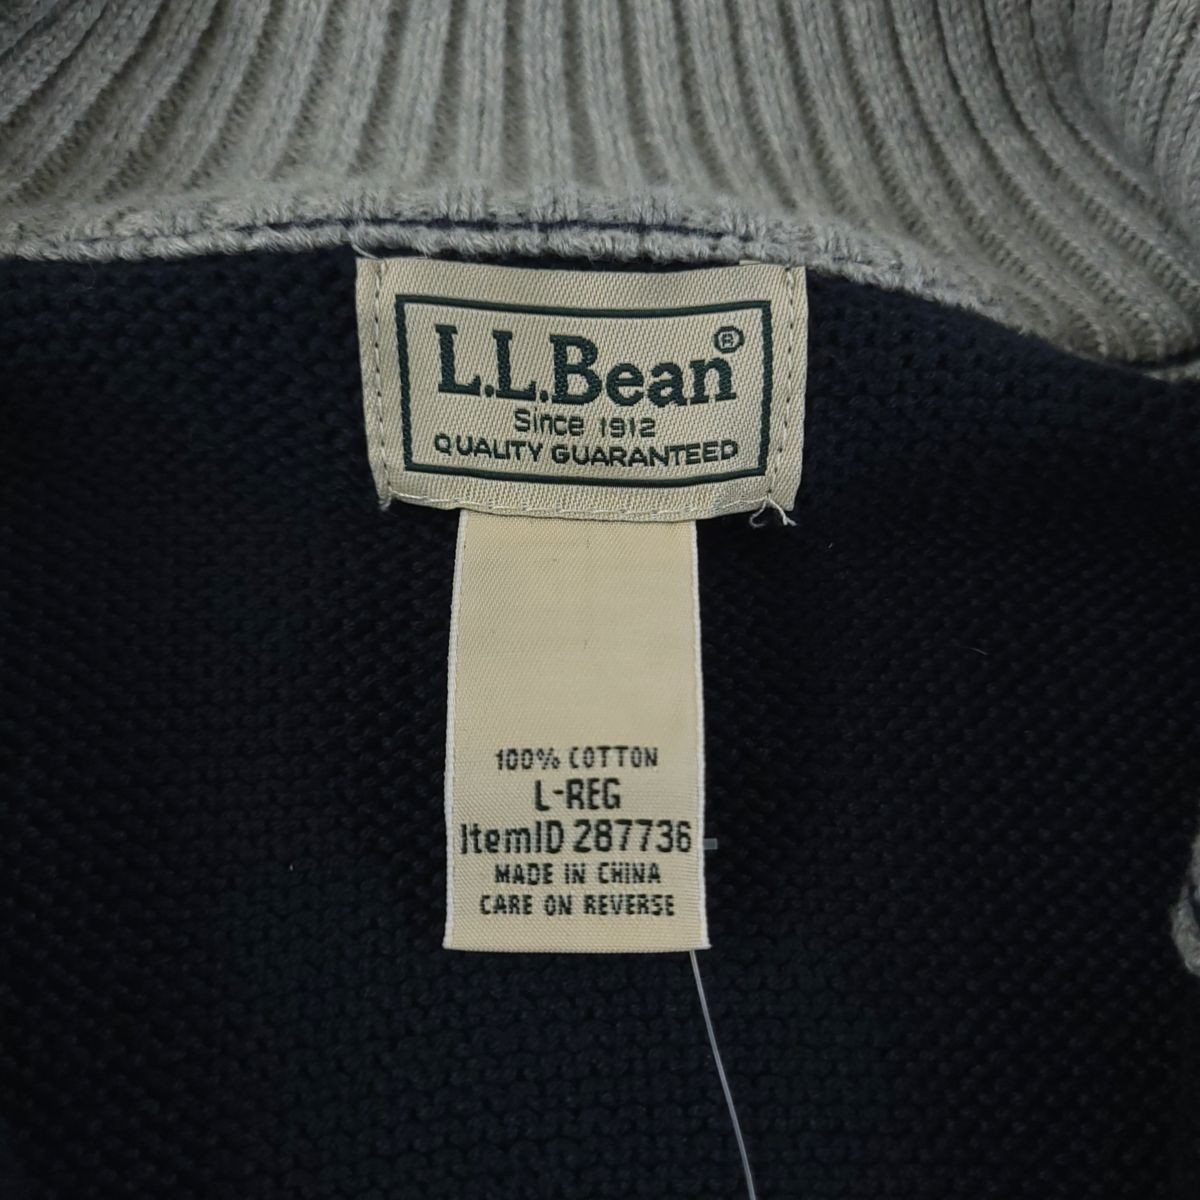 L.L.Bean®
Since 1912
QUALITY GUARANTEED
100% COTTON
L-REG
ItemID 287736
MADE IN CHINA
CARE ON REVERSE